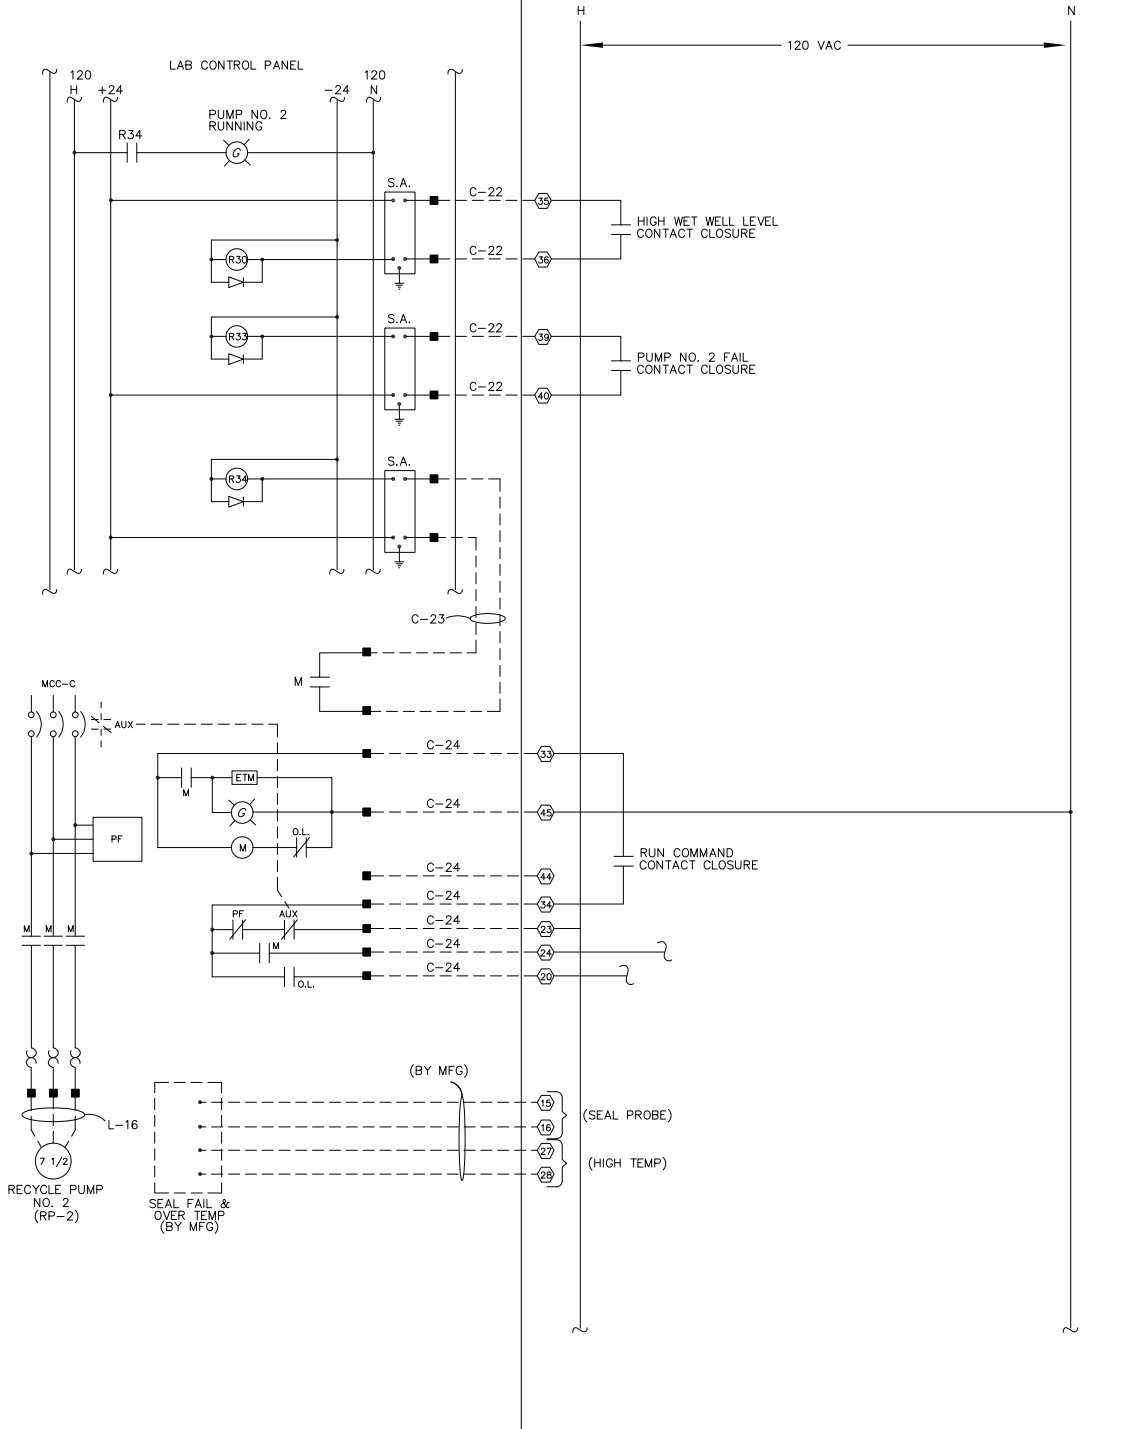 H
N
120 VAC
LAB CONTROL PANEL
120
H
+24
-24
120
N
PUMP NO. 2
RUNNING
R34
G
S.A.
C-22
35
HIGH WET WELL LEVEL
CONTACT CLOSURE
R30
C-22
36
S.A.
R33
C-22
39
PUMP NO. 2 FAIL
CONTACT CLOSURE
C-22
40
S.A.
R34
C-23
M
MCC-C
AUX
C-24
33
ETM
M
G
C-24
45
O.L.
M
PF
RUN COMMAND
CONTACT CLOSURE
C-24
44
C-24
34
PF
AUX
C-24
23
M
M
M
M
C-24
24
C-24
20
O.L.
(BY MFG)
15
(SEAL PROBE)
16
L-16
27
(HIGH TEMP)
28
7 1/2
RECYCLE PUMP
NO. 2
(RP-2)
SEAL FAIL &
OVER TEMP
(BY MFG)